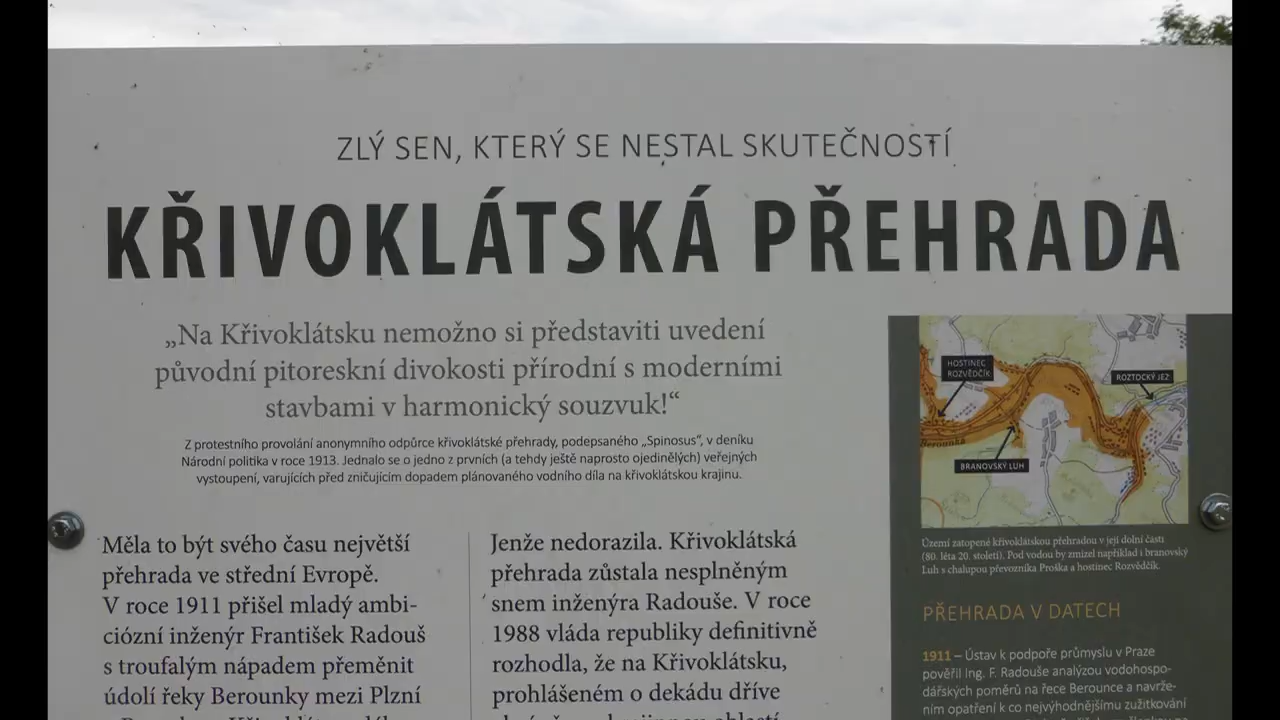 ZLÝ SEN, KTERÝ SE NESTAL SKUTEČNOSTÍ
KŘIVOKLÁTSKÁ PŘEHRADA
„Na Křivoklátsku nemožno si představiti uvedení
původní pitoreskní divokosti přírodní s moderními
stavbami v harmonický souzvuk!“
Z protestního provolání anonymního odpůrce křivoklátské přehrady, podepsaného „Spinosus“, v deníku
Národní politika v roce 1913. Jednalo se o jedno z prvních (a tehdy ještě naprosto ojedinělých) veřejných
vystoupení, varujících před zničujícím dopadem plánovaného vodního díla na křivoklátskou krajinu.
Měla to být svého času největší
přehrada ve střední Evropě.
V roce 1911 přišel mladý ambi-
ciózní inženýr František Radouš
s troufalým nápadem přeměnit
údolí řeky Berounky mezi Plzní
Jenže nedorazila. Křivoklátská
přehrada zůstala nesplněným
snem inženýra Radouše. V roce
1988 vláda republiky definitivně
rozhodla, že na Křivoklátsku,
prohlášeném o dekádu dříve
HOSTINEC
ROZVĚDČÍK
ROZTOCKÝ JEZ
Berounka
BRANOVSKÝ LUH
Území zatopené křivoklátskou přehradou v její dolní části
(80. léta 20. století). Pod vodou by zmizel například i branovský
Luh s chalupou převozníka Proška a hostinec Rozvědčík.
PŘEHRADA V DATECH
1911 – Ústav k podpoře průmyslu v Praze
pověřil Ing. F. Radouše analýzou vodohospo-
dářských poměrů na řece Berounce a navrže-
ním opatření k co nejvýhodnějšímu zužitkování